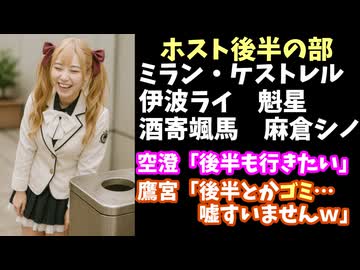 ホスト後半の部
ミラン・ケストレル
伊波ライ　魁星
酒寄颯馬　麻倉シノ
空澄「後半も行きたい」
鷹宮「後半とかゴミ…
嘘すいませんw」